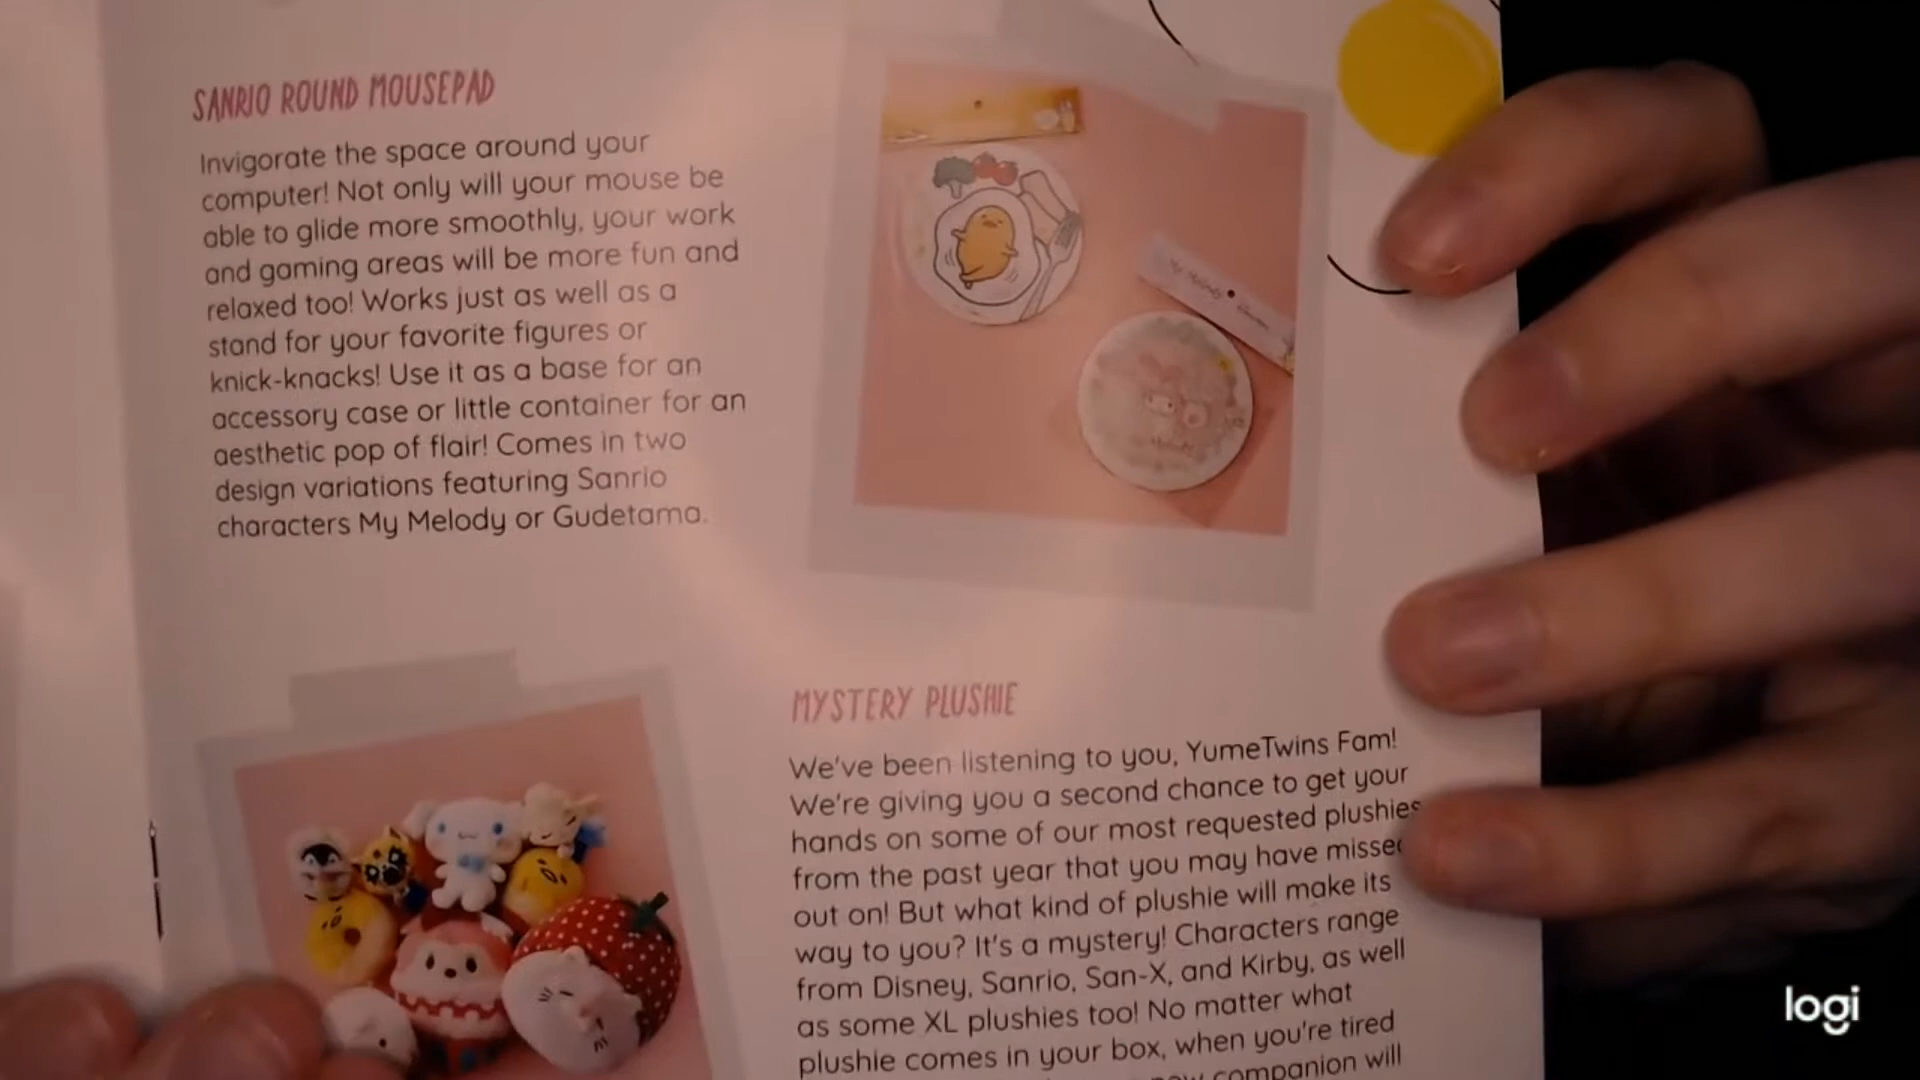 SANRIO ROUND MOUSEPAD
Invigorate the space around your
computer! Not only will your mouse be
able to glide more smoothly, your work
and gaming areas will be more fun and
relaxed too! Works just as well as a
stand for your favorite figures or
knick-knacks! Use it as a base for an
accessory case or little container for an
aesthetic pop of flair! Comes in two
design variations featuring Sanrio
characters My Melody or Gudetama.
My Melody
MYSTERY PLUSHIE
We've been listening to you, YumeTwins Fam!
We're giving you a second chance to get your
hands on some of our most requested plushies
from the past year that you may have missed
out on! But what kind of plushie will make its
way to you? It's a mystery! Characters range
from Disney, Sanrio, San-X, and Kirby, as well
as some XL plushies too! No matter what
plushie comes in your box, when you're tired
companion will
logi